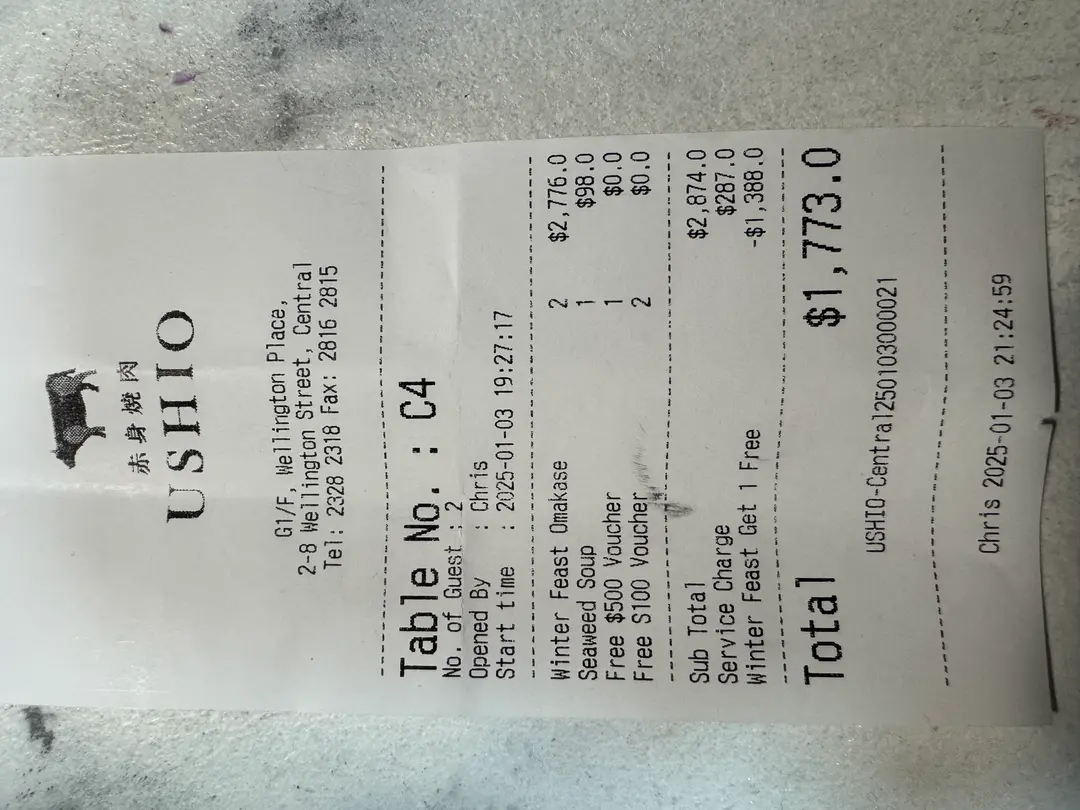 赤身燒肉
USHIO
G1/F, Wellington Place,
2-8 Wellington Street, Central
Tel: 2328 2318 Fax: 2816 2815
Table No. : C4
No. of Guest : 2
Opened By : Chris
Start time : 2025-01-03 19:27:17
Winter Feast Omakase 2 $2,776.0
Seaweed Soup 1 $98.0
Free $500 Voucher 1 $0.0
Free $100 Voucher 2 $0.0
Sub Total $2,874.0
Service Charge $287.0
Winter Feast Get 1 Free -$1,388.0
Total $1,773.0
USHIO-Central2501030000021
Chris 2025-01-03 21:24:59